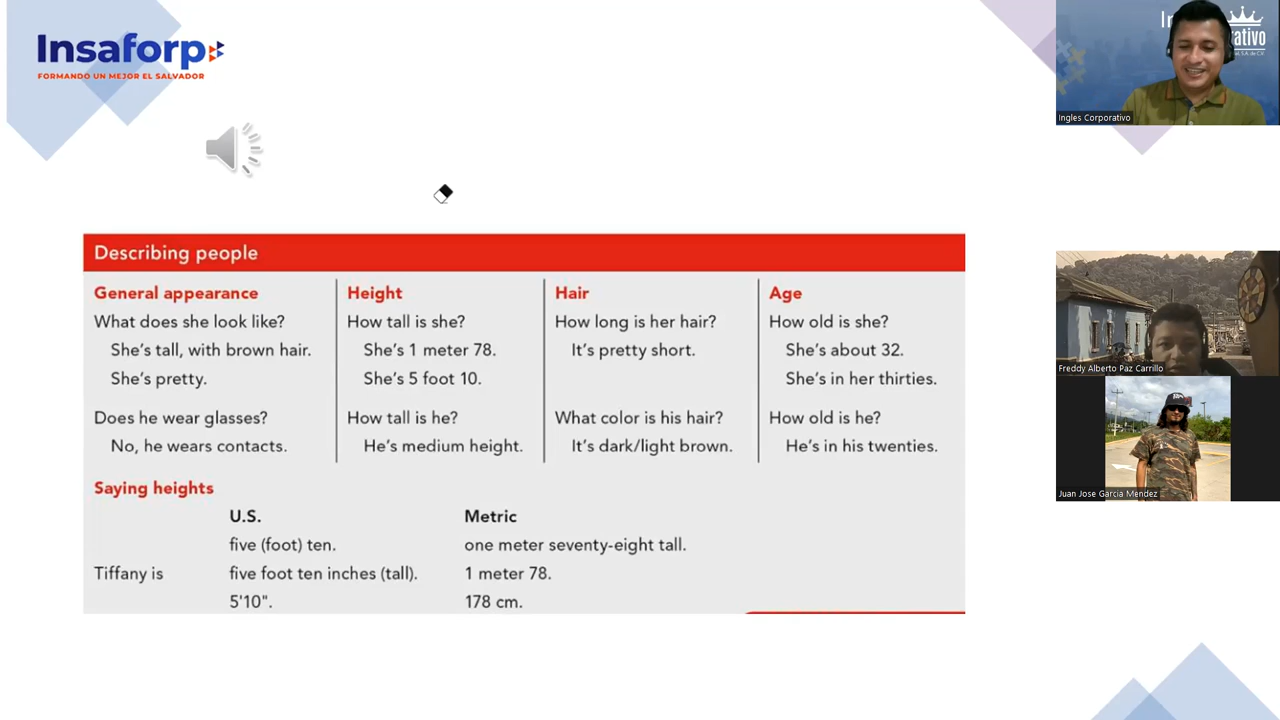 Insaforp
FORMANDO UN MEJOR EL SALVADOR
Describing people
General appearance
What does she look like?
She's tall, with brown hair.
She's pretty.
Does he wear glasses?
No, he wears contacts.
Height
How tall is she?
She's 1 meter 78.
She's 5 foot 10.
How tall is he?
He's medium height.
Hair
How long is her hair?
It's pretty short.
What color is his hair?
It's dark/light brown.
Age
How old is she?
She's about 32.
She's in her thirties.
How old is he?
He's in his twenties.
Saying heights
U.S.
Metric
five (foot) ten.
one meter seventy-eight tall.
Tiffany is
five foot ten inches (tall).
1 meter 78.
5'10".
178 cm.
Ingles Corporativo
Freddy Alberto Paz Carrillo
Juan Jose Garcia Mendez